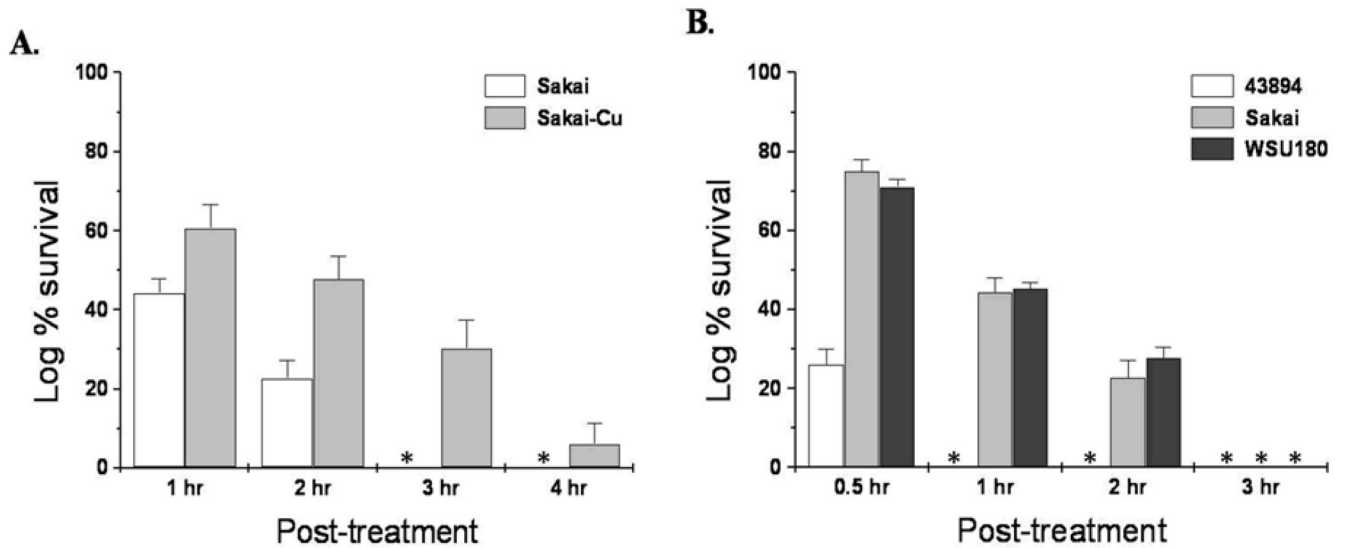 A.
100
80
60
40
20
0
Log % survival
Sakai
Sakai-Cu
* *
1 hr 2 hr 3 hr 4 hr
Post-treatment
B.
100
80
60
40
20
0
Log % survival
43894
Sakai
WSU180
* * * * *
0.5 hr 1 hr 2 hr 3 hr
Post-treatment